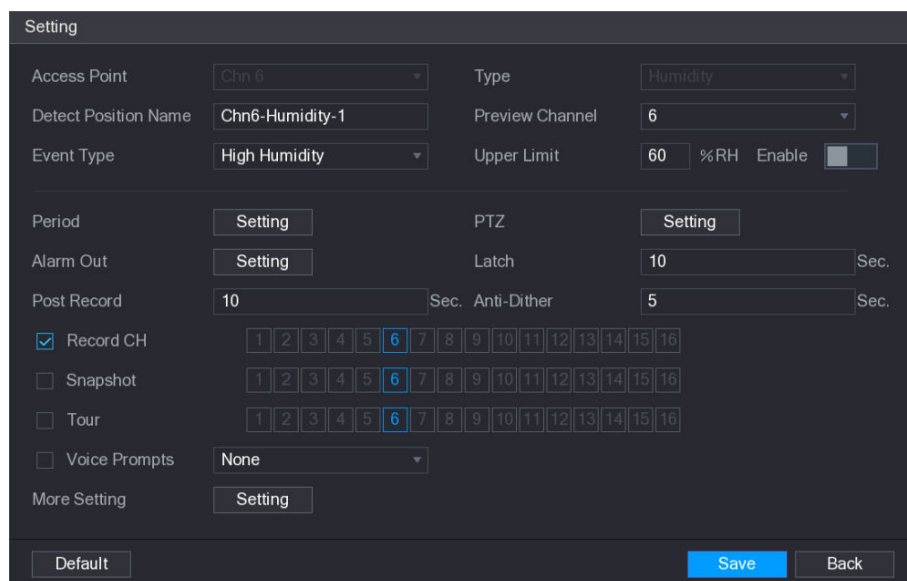 Setting
Access Point Chn 6 Type Humidity
Detect Position Name Chn6-Humidity-1 Preview Channel 6
Event Type High Humidity Upper Limit 60 %RH Enable
Period Setting PTZ Setting
Alarm Out Setting Latch 10 Sec.
Post Record 10 Sec. Anti-Dither 5 Sec.
Record CH 1 2 3 4 5 6 7 8 9 10 11 12 13 14 15 16
Snapshot 1 2 3 4 5 6 7 8 9 10 11 12 13 14 15 16
Tour 1 2 3 4 5 6 7 8 9 10 11 12 13 14 15 16
Voice Prompts None
More Setting Setting
Default Save Back